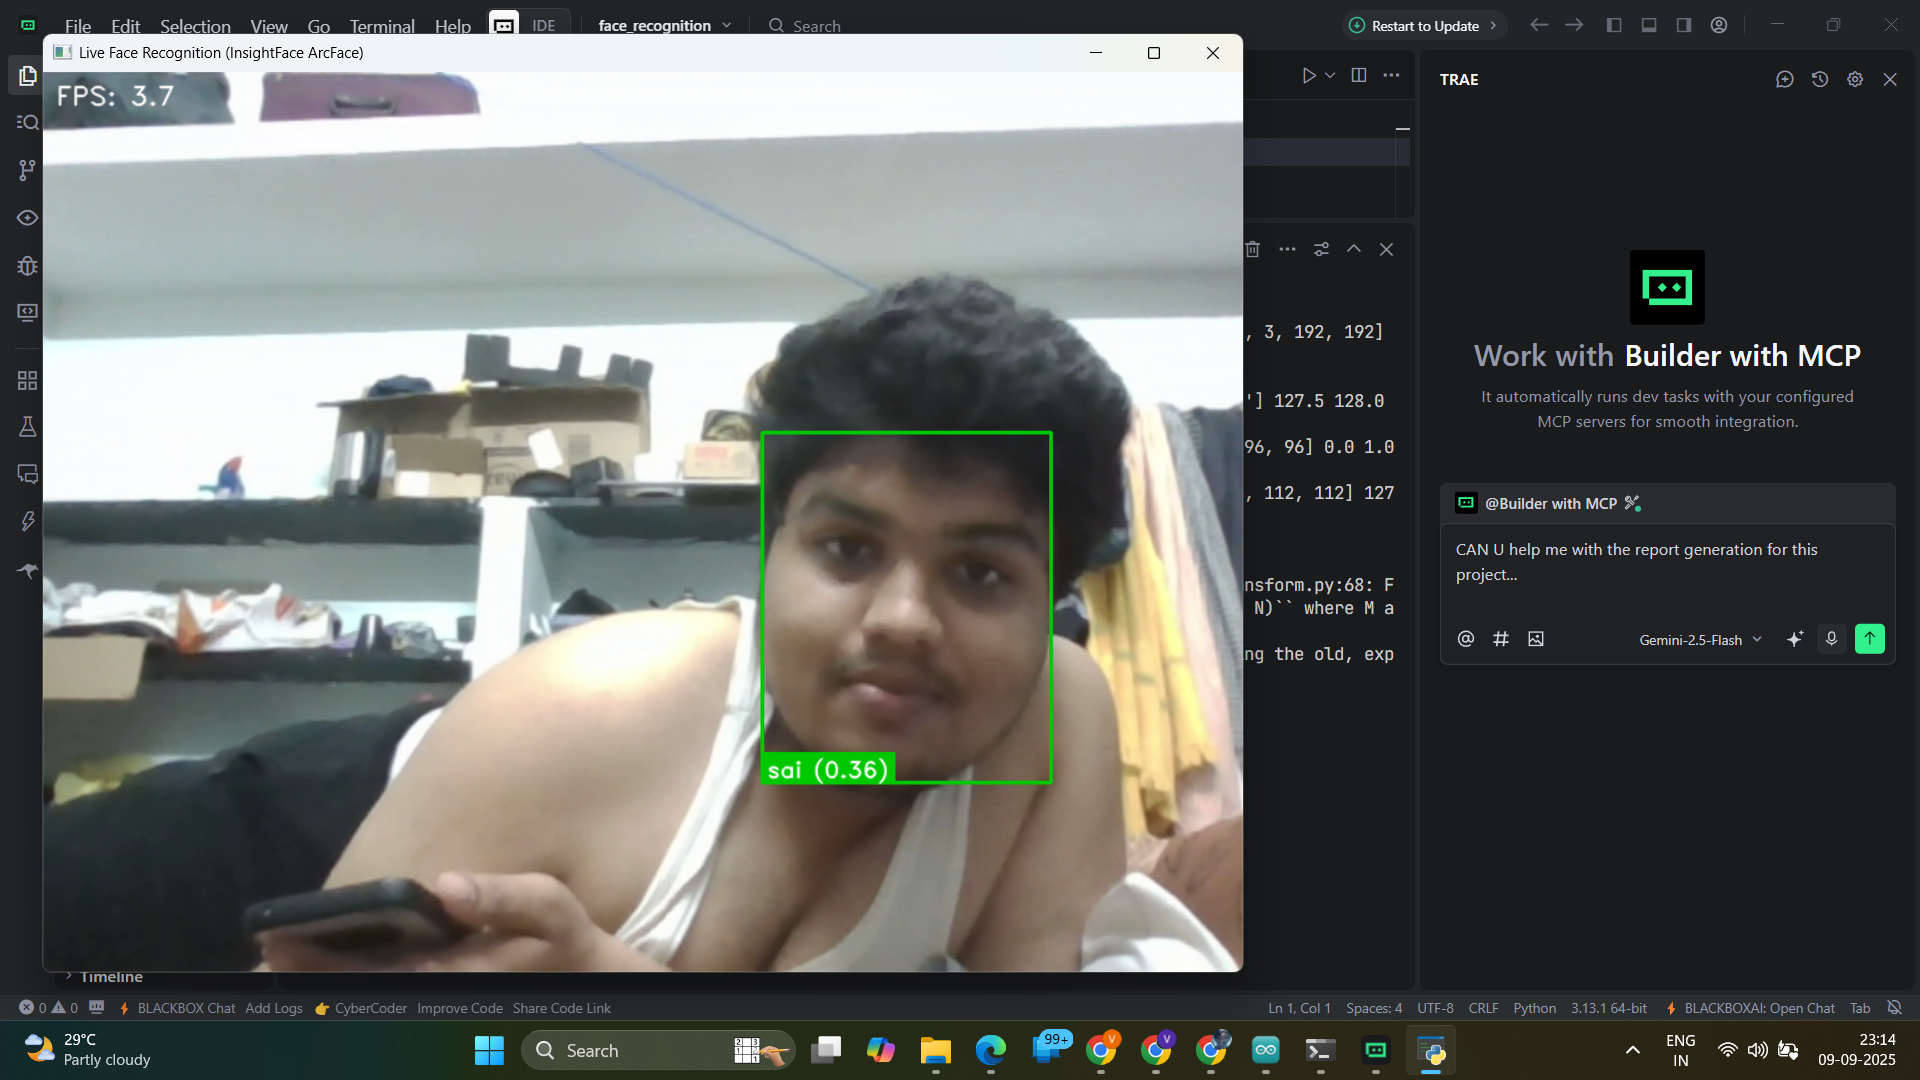 File Edit Selection View Go Terminal Help IDE face_recognition Search Restart to Update
Live Face Recognition (InsightFace ArcFace)
FPS: 3.7
sai (0.36)
, 3, 192, 192]
'] 127.5 128.0
96, 96] 0.0 1.0
, 112, 112] 127
nsform.py:68: F
N)`` where M a
ng the old, exp
Timeline
TRAE
Work with Builder with MCP
It automatically runs dev tasks with your configured
MCP servers for smooth integration.
@Builder with MCP
CAN U help me with the report generation for this
project...
Gemini-2.5-Flash
0 0 BLACKBOX Chat Add Logs CyberCoder Improve Code Share Code Link Ln 1, Col 1 Spaces: 4 UTF-8 CRLF Python 3.13.1 64-bit BLACKBOXAI: Open Chat Tab
29°C
Partly cloudy
Search
99+
V
V
ENG
IN
23:14
09-09-2025